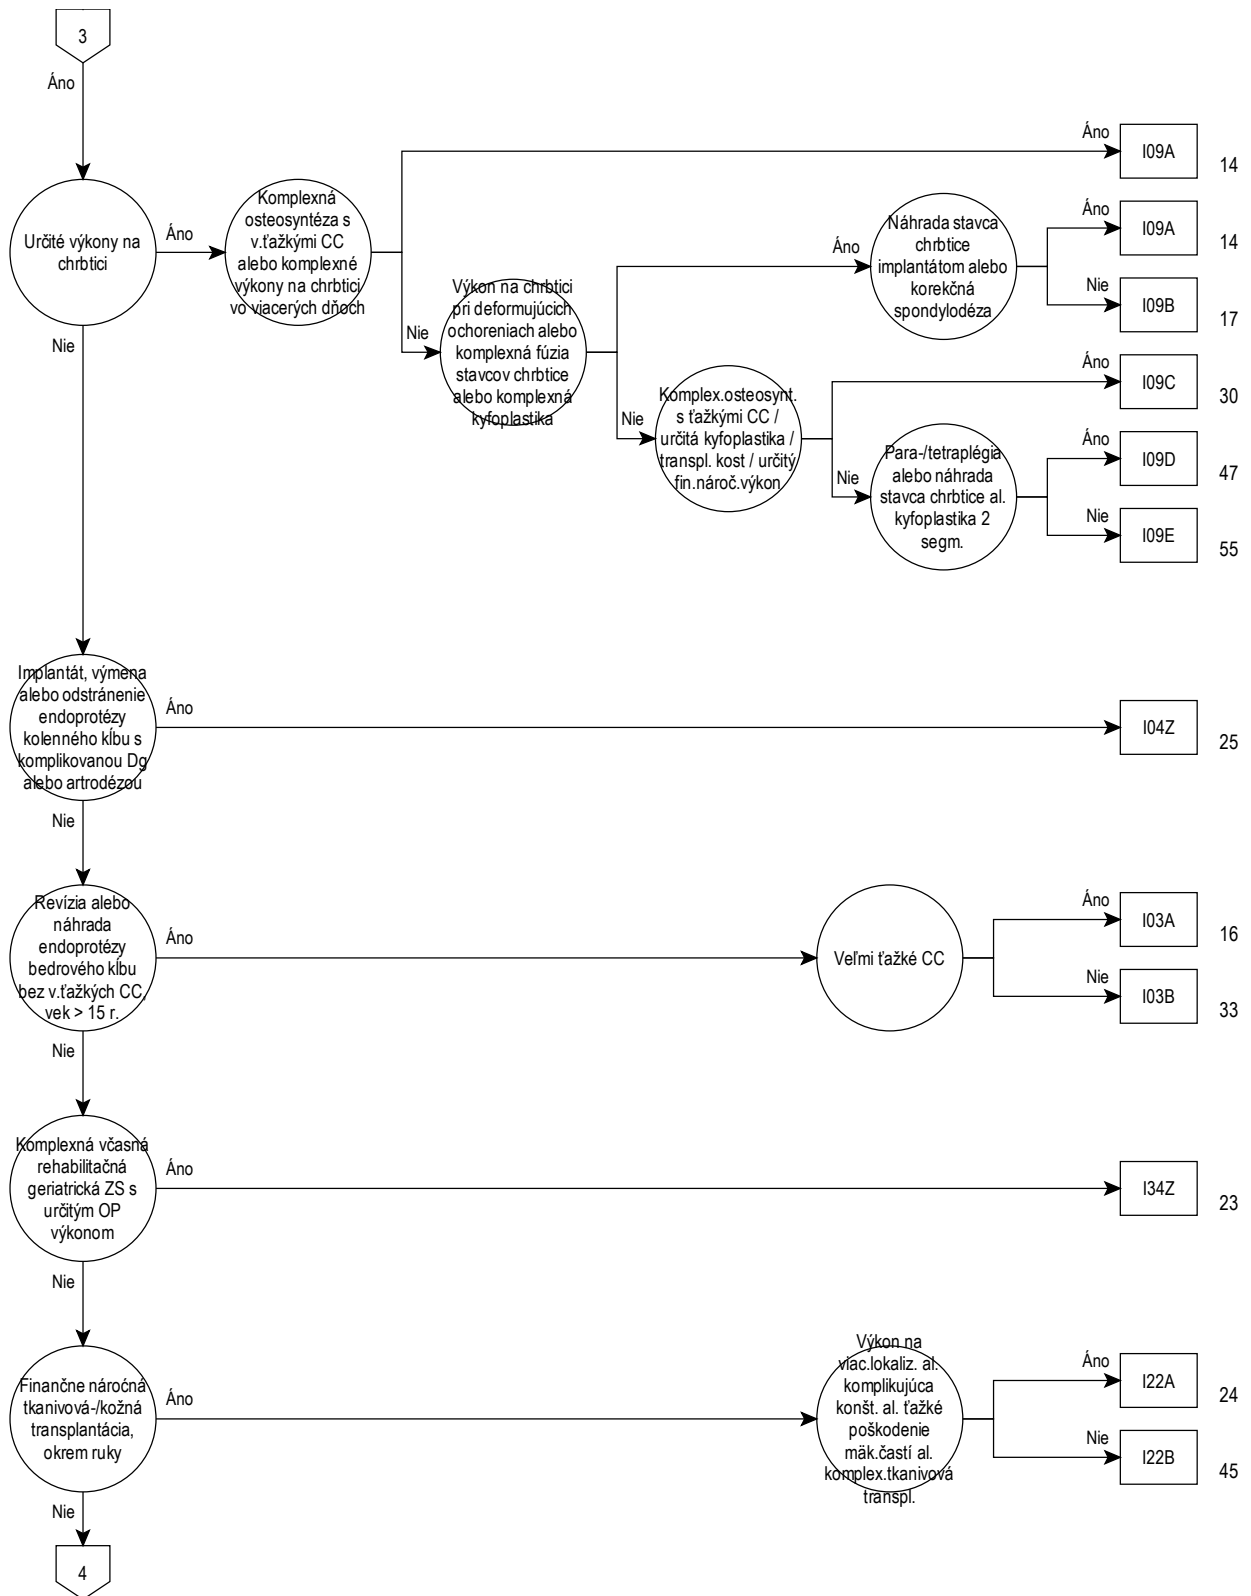 3
Áno
Určité výkony na
chrbtici
Áno
Komplexná
osteosyntéza s
v.ťažkými CC
alebo komplexné
výkony na chrbtici
vo viacerých dňoch
Áno
I09A
14
Nie
Výkon na chrbtici
pri deformujúcich
ochoreniach alebo
komplexná fúzia
stavcov chrbtice
alebo komplexná
kyfoplastika
Áno
Náhrada stavca
chrbtice
implantátom alebo
korekčná
spondylodéza
Áno
I09A
14
Nie
I09B
17
Nie
Komplex.osteosynt.
s ťažkými CC /
určitá kyfoplastika /
transpl. kost / určitý
fin.nároč.výkon
Áno
I09C
30
Nie
Para-/tetraplégia
alebo náhrada
stavca chrbtice al.
kyfoplastika 2
segm.
Áno
I09D
47
Nie
I09E
55
Nie
Implantát, výmena
alebo odstránenie
endoprotézy
kolenného kĺbu s
komplikovanou Dg
alebo artrodézou
Áno
I04Z
25
Nie
Revízia alebo
náhrada
endoprotézy
bedrového kĺbu
bez v.ťažkých CC,
vek > 15 r.
Áno
Veľmi ťažké CC
Áno
I03A
16
Nie
I03B
33
Nie
Komplexná včasná
rehabilitačná
geriatrická ZS s
určitým OP
výkonom
Áno
I34Z
23
Nie
Finančne náročná
tkanivová-/kožná
transplantácia,
okrem ruky
Áno
Výkon na
viac.lokaliz. al.
komplikujúca
konšt. al. ťažké
poškodenie
mäk.častí al.
komplex.tkanivová
transpl.
Áno
I22A
24
Nie
I22B
45
Nie
4